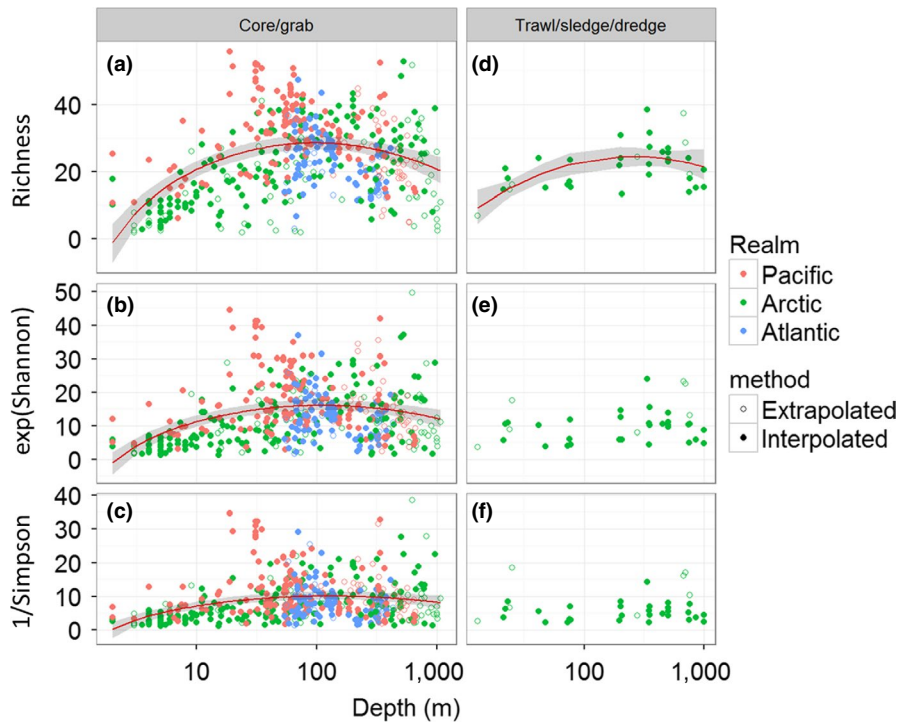 Core/grab
Trawl/sledge/dredge
(a)
(d)
Richness
40
20
0
(b)
(e)
exp(Shannon)
50
40
30
20
10
0
(c)
(f)
1/Simpson
40
30
20
10
0
10
100
1,000
100
1,000
Depth (m)
Realm
Pacific
Arctic
Atlantic
method
Extrapolated
Interpolated